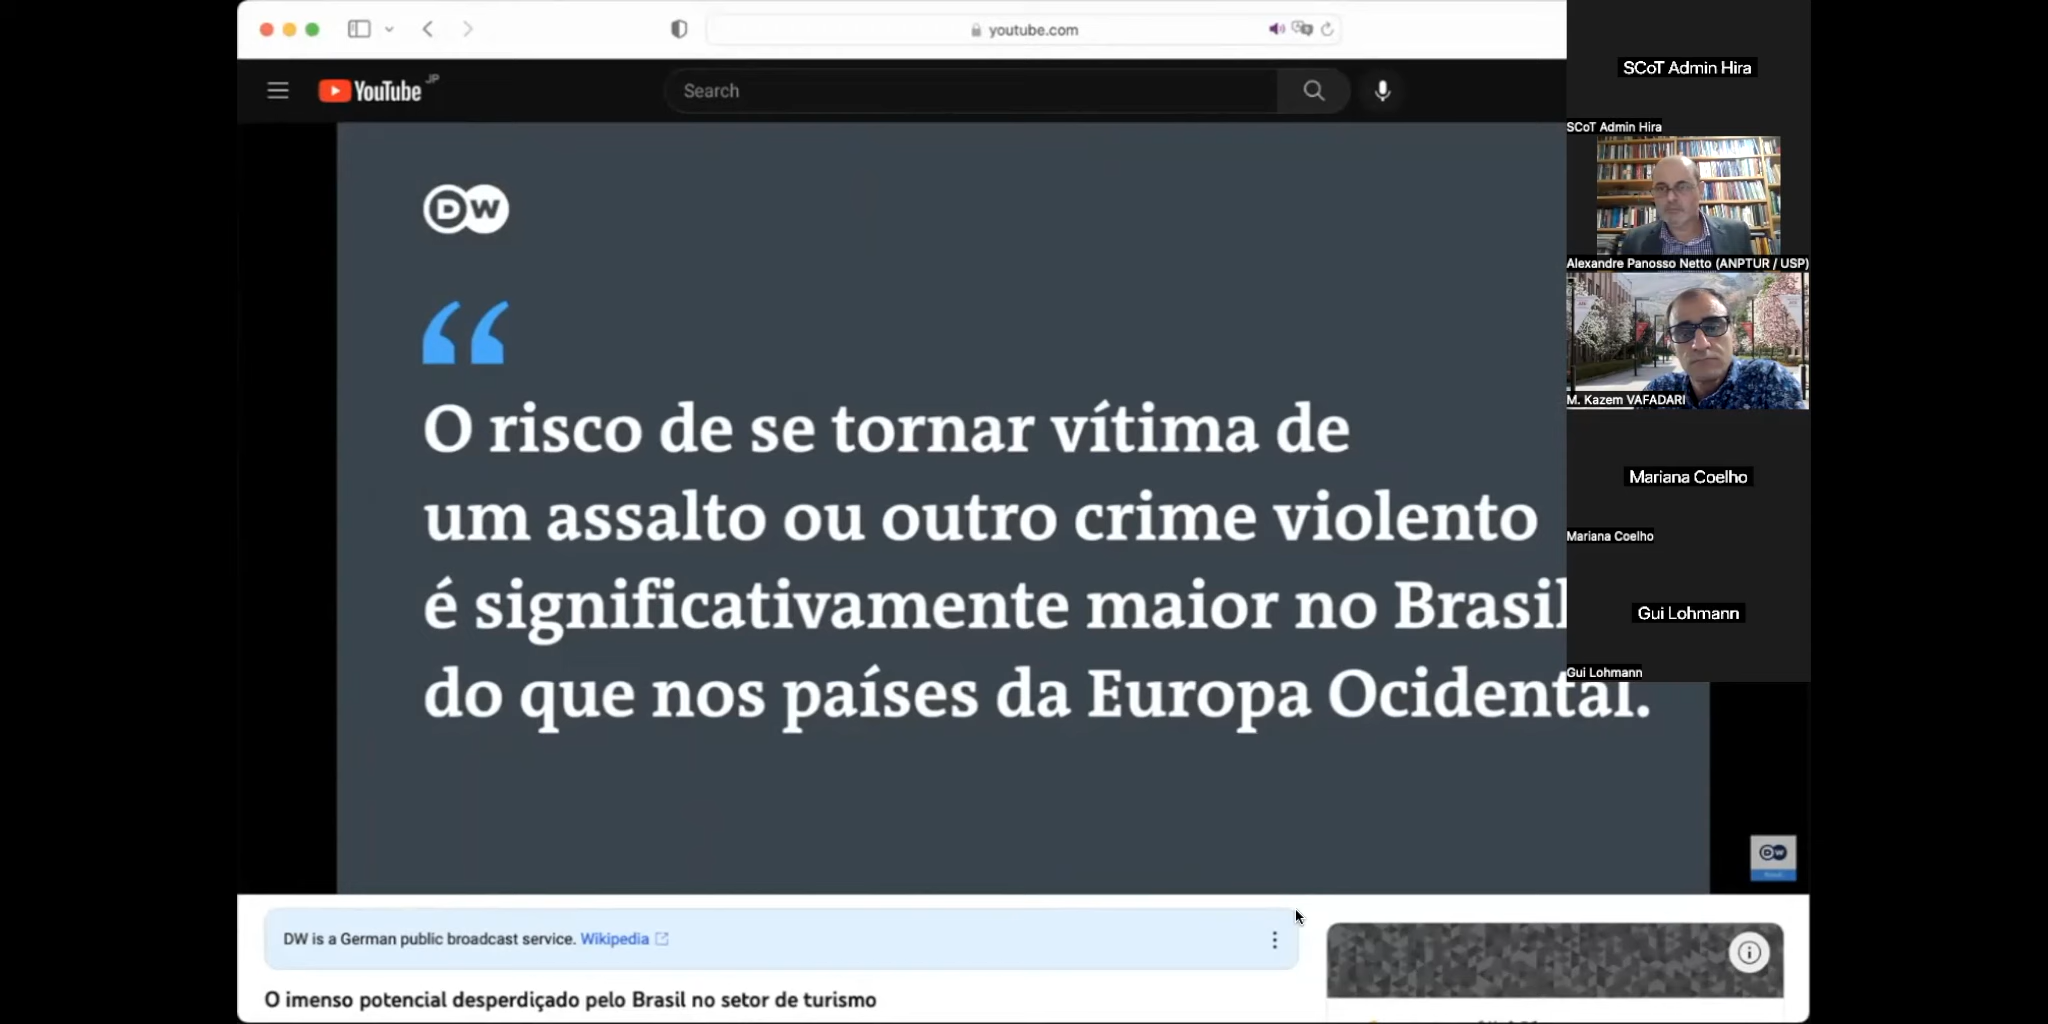 youtube.com
YouTube JP
Search
DW
“
O risco de se tornar vítima de
um assalto ou outro crime violento
é significativamente maior no Brasil
do que nos países da Europa Ocidental.
DW
DW is a German public broadcast service. Wikipedia
O imenso potencial desperdiçado pelo Brasil no setor de turismo
SCoT Admin Hira
SCoT Admin Hira
Alexandre Panosso Netto (ANPTUR / USP)
M. Kazem VAFADARI
Mariana Coelho
Mariana Coelho
Gui Lohmann
Gui Lohmann